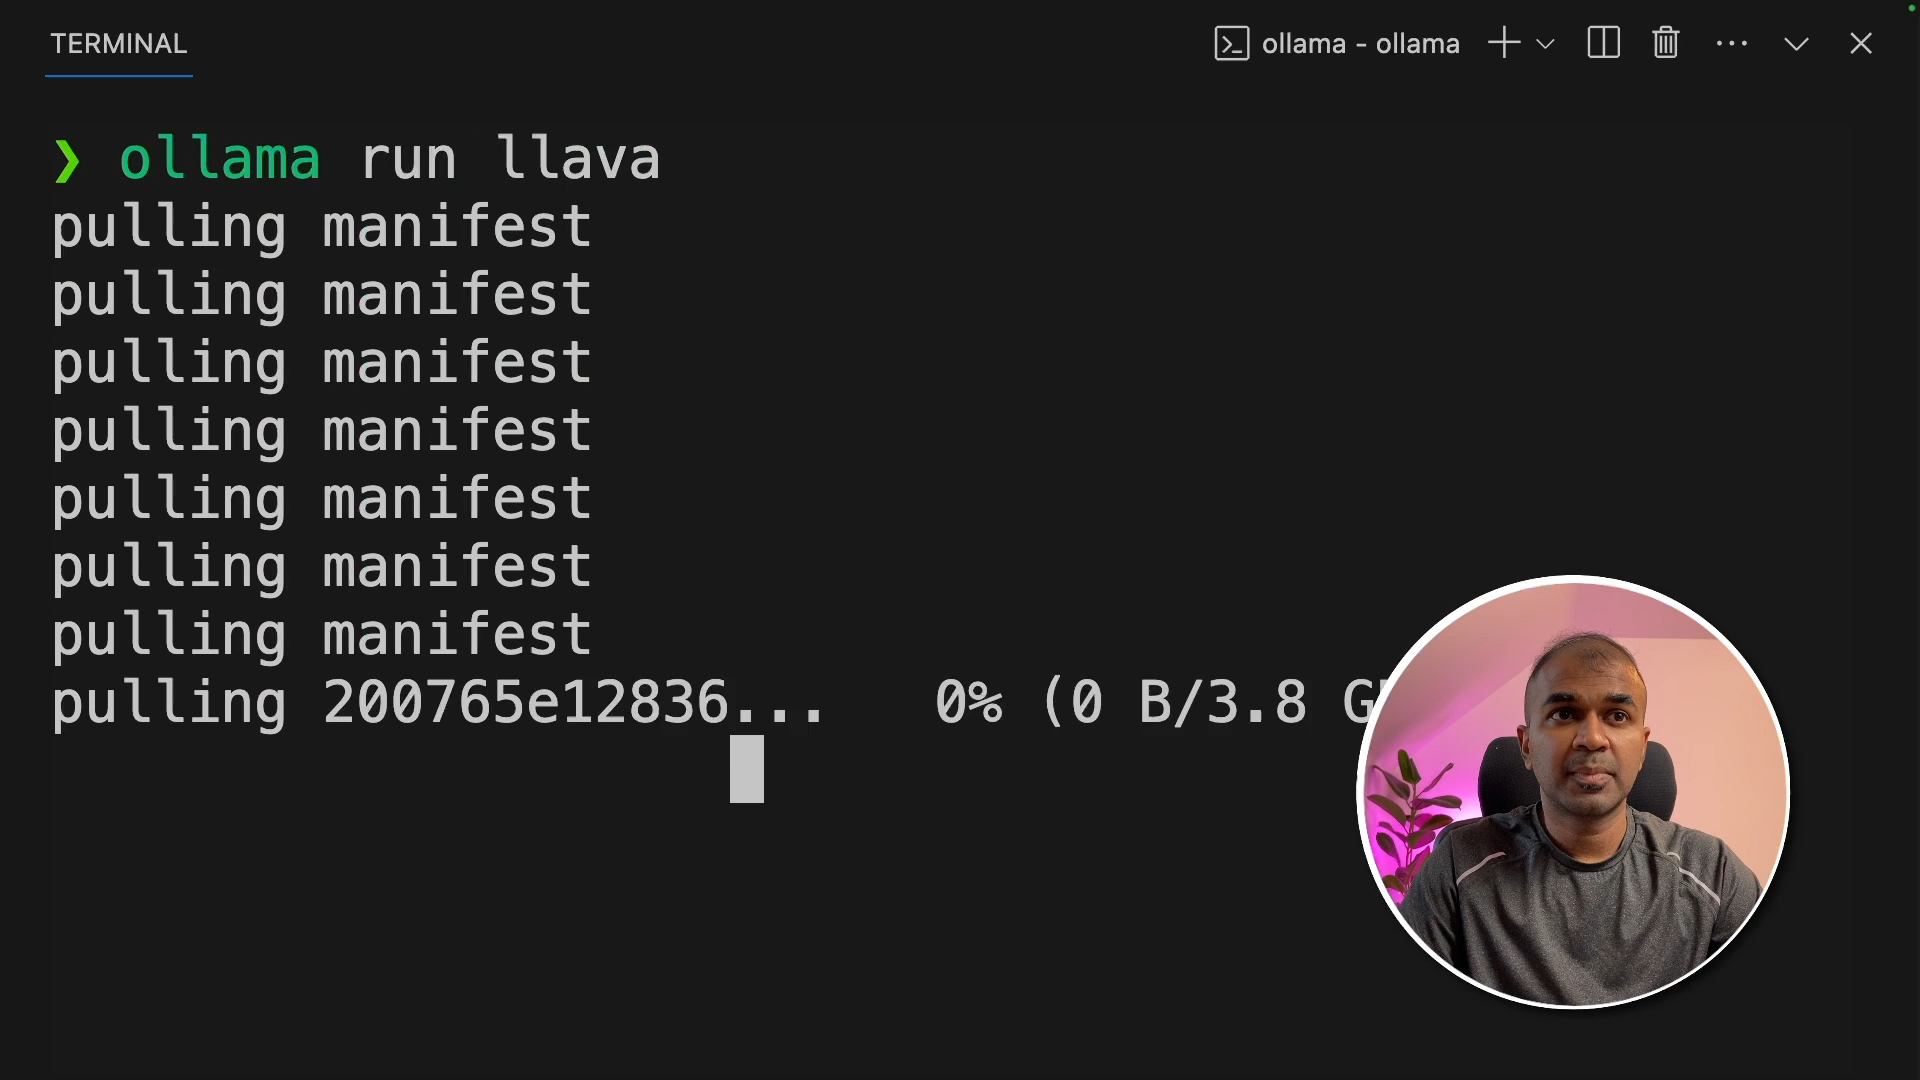 TERMINAL
ollama - ollama
❯ ollama run llava
pulling manifest
pulling manifest
pulling manifest
pulling manifest
pulling manifest
pulling manifest
pulling manifest
pulling 200765e12836... 0% (0 B/3.8 G